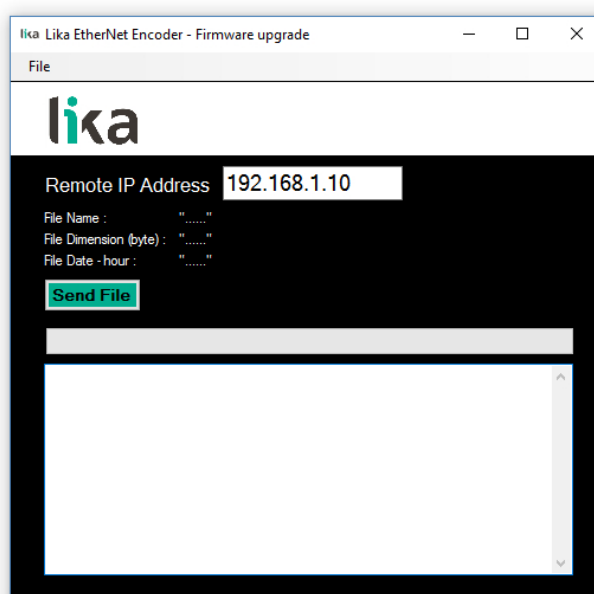 lika Lika EtherNet Encoder - Firmware upgrade
File
lika
Remote IP Address 192.168.1.10
File Name : "......"
File Dimension (byte) : "......"
File Date - hour : "......"
Send File